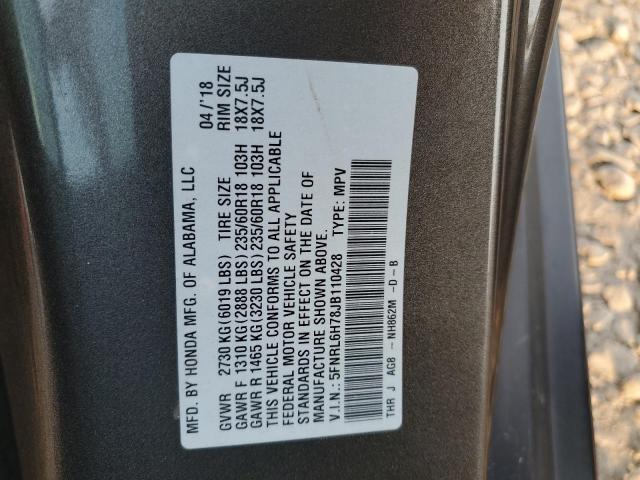 MFD. BY HONDA MFG. OF ALABAMA, LLC 04/'18
GVWR 2730 KG (6019 LBS) TIRE SIZE RIM SIZE
GAWR F 1310 KG (2888 LBS) 235/60R18 103H 18X7.5J
GAWR R 1465 KG (3230 LBS) 235/60R18 103H 18X7.5J
THIS VEHICLE CONFORMS TO ALL APPLICABLE
FEDERAL MOTOR VEHICLE SAFETY
STANDARDS IN EFFECT ON THE DATE OF
MANUFACTURE SHOWN ABOVE.
V.I.N.: 5FNRL6H78JB110428 TYPE: MPV
THR J AG8 - NH862M -D-B